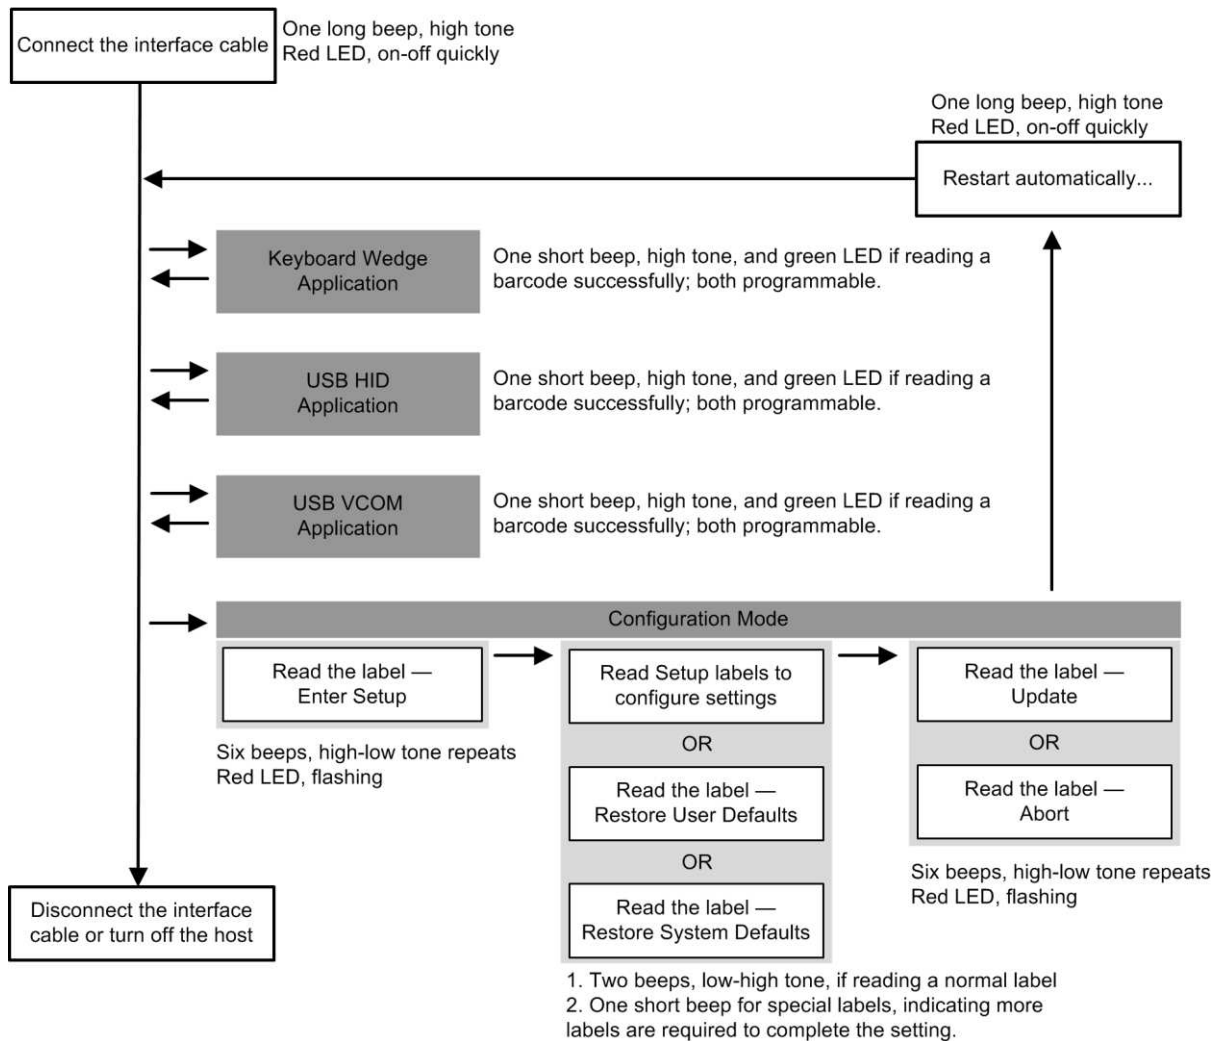 Connect the interface cable
One long beep, high tone
Red LED, on-off quickly
One long beep, high tone
Red LED, on-off quickly
Restart automatically...
Keyboard Wedge
Application
One short beep, high tone, and green LED if reading a
barcode successfully; both programmable.
USB HID
Application
One short beep, high tone, and green LED if reading a
barcode successfully; both programmable.
USB VCOM
Application
One short beep, high tone, and green LED if reading a
barcode successfully; both programmable.
Configuration Mode
Read the label —
Enter Setup
Six beeps, high-low tone repeats
Red LED, flashing
Read Setup labels to
configure settings
OR
Read the label —
Restore User Defaults
OR
Read the label —
Restore System Defaults
1. Two beeps, low-high tone, if reading a normal label
2. One short beep for special labels, indicating more
labels are required to complete the setting.
Read the label —
Update
OR
Read the label —
Abort
Six beeps, high-low tone repeats
Red LED, flashing
Disconnect the interface
cable or turn off the host